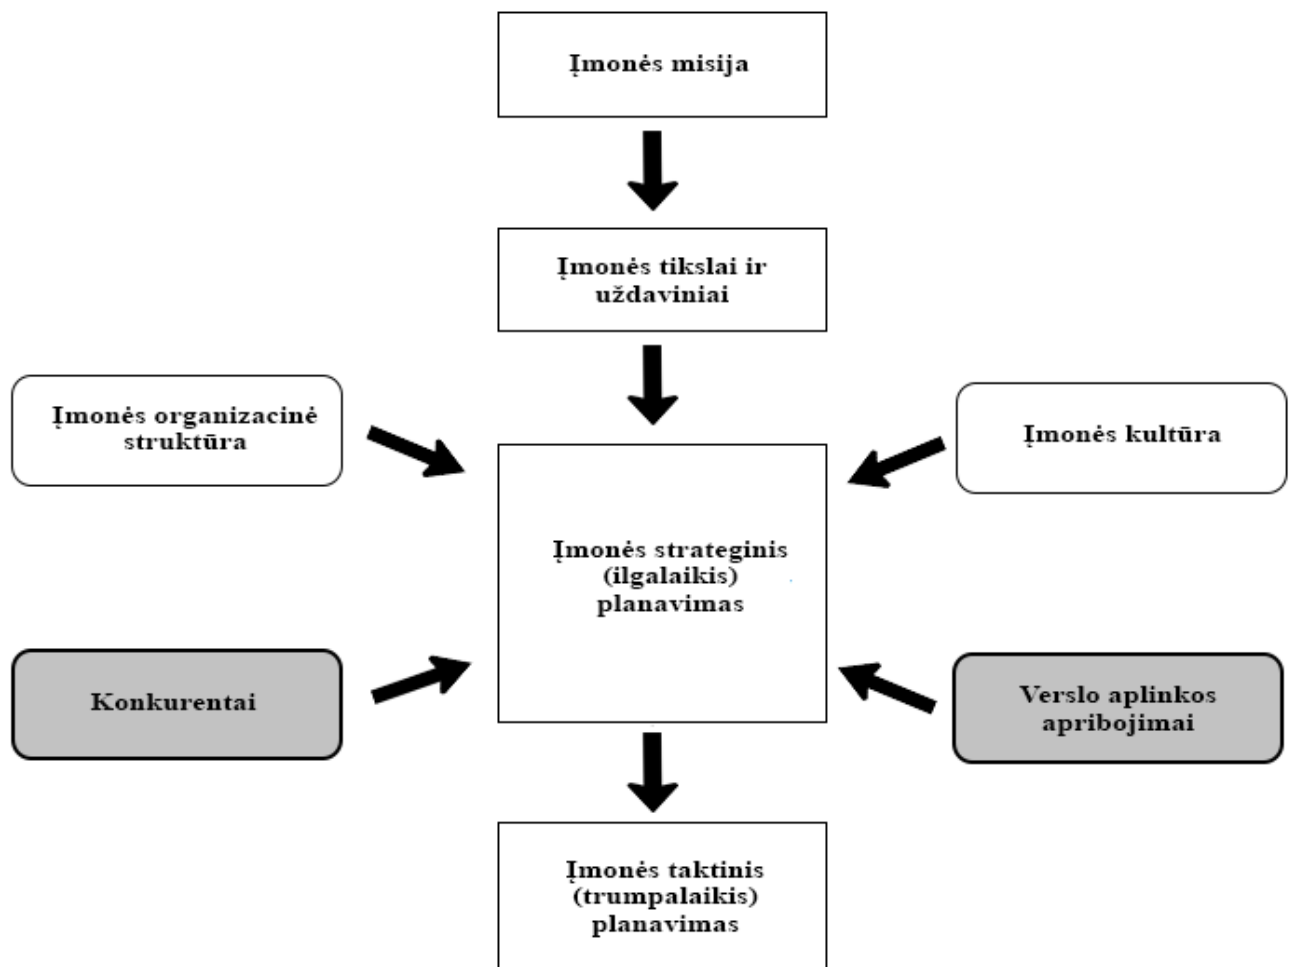 Įmonės misija
Įmonės tikslai ir
uždaviniai
Įmonės organizacinė
struktūra
Įmonės kultūra
Įmonės strateginis
(ilgalaikis)
planavimas
Konkurentai
Verslo aplinkos
apribojimai
Įmonės taktinis
(trumpalaikis)
planavimas